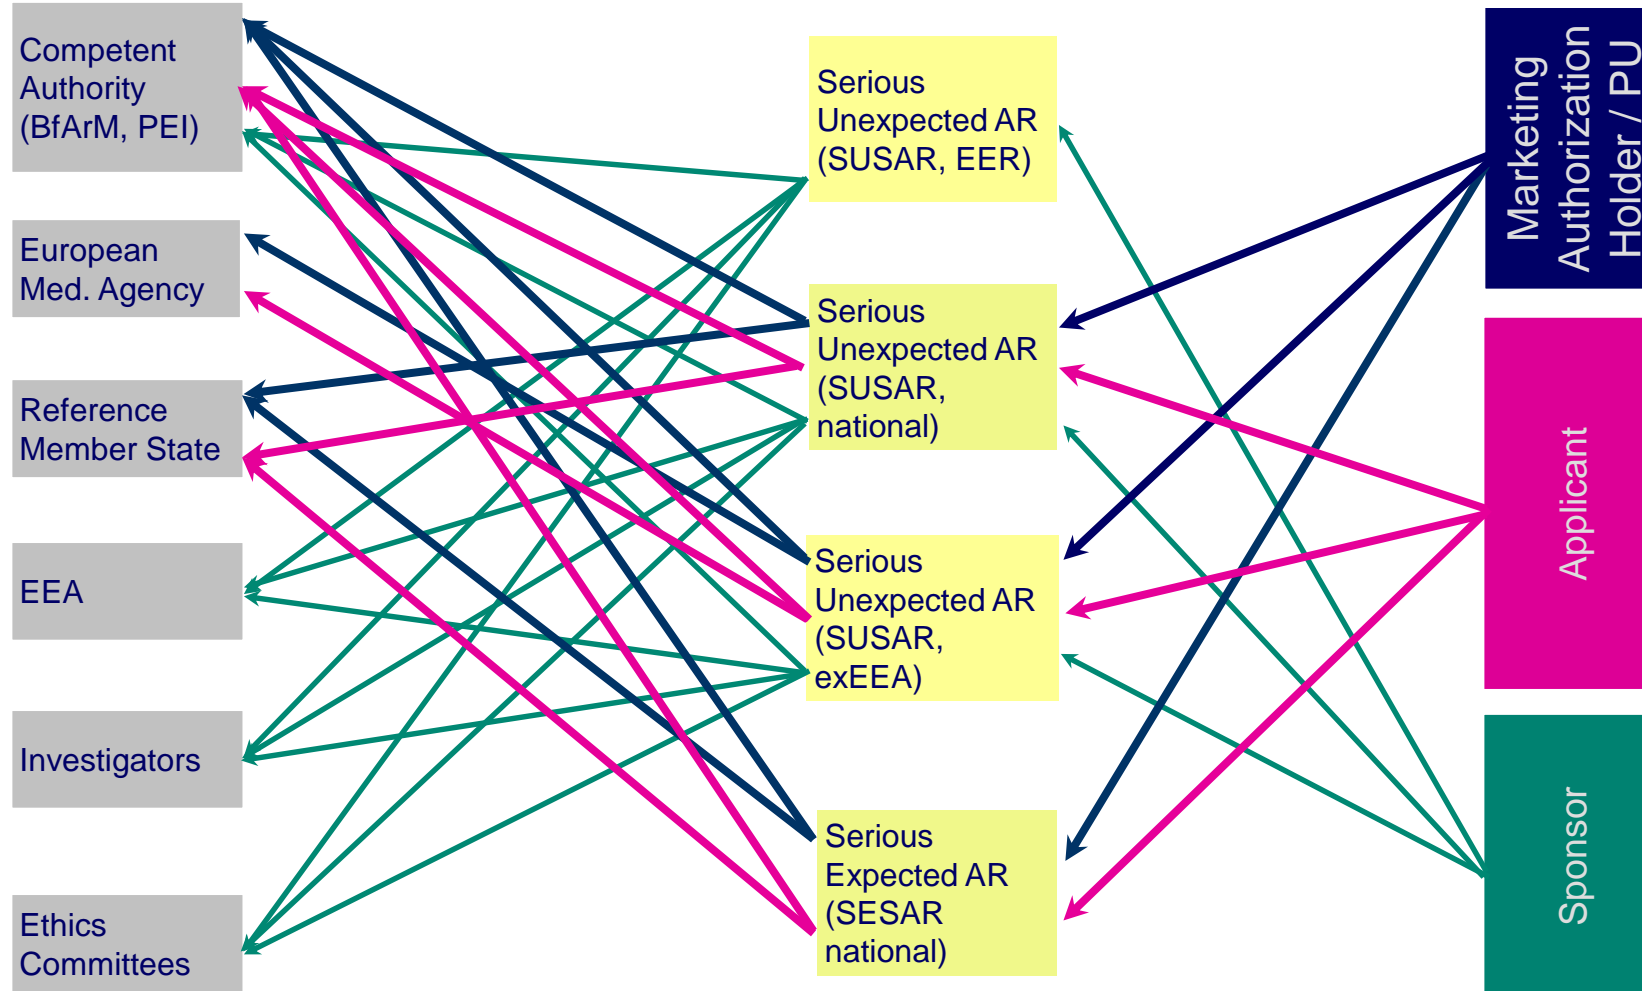 Competent
Authority
(BfArM, PEI)
European
Med. Agency
Reference
Member State
EEA
Investigators
Ethics
Committees
Serious
Unexpected AR
(SUSAR, EER)
Serious
Unexpected AR
(SUSAR,
national)
Serious
Unexpected AR
(SUSAR,
exEEA)
Serious
Expected AR
(SESAR
national)
Marketing
Authorization
Holder / PU
Applicant
Sponsor